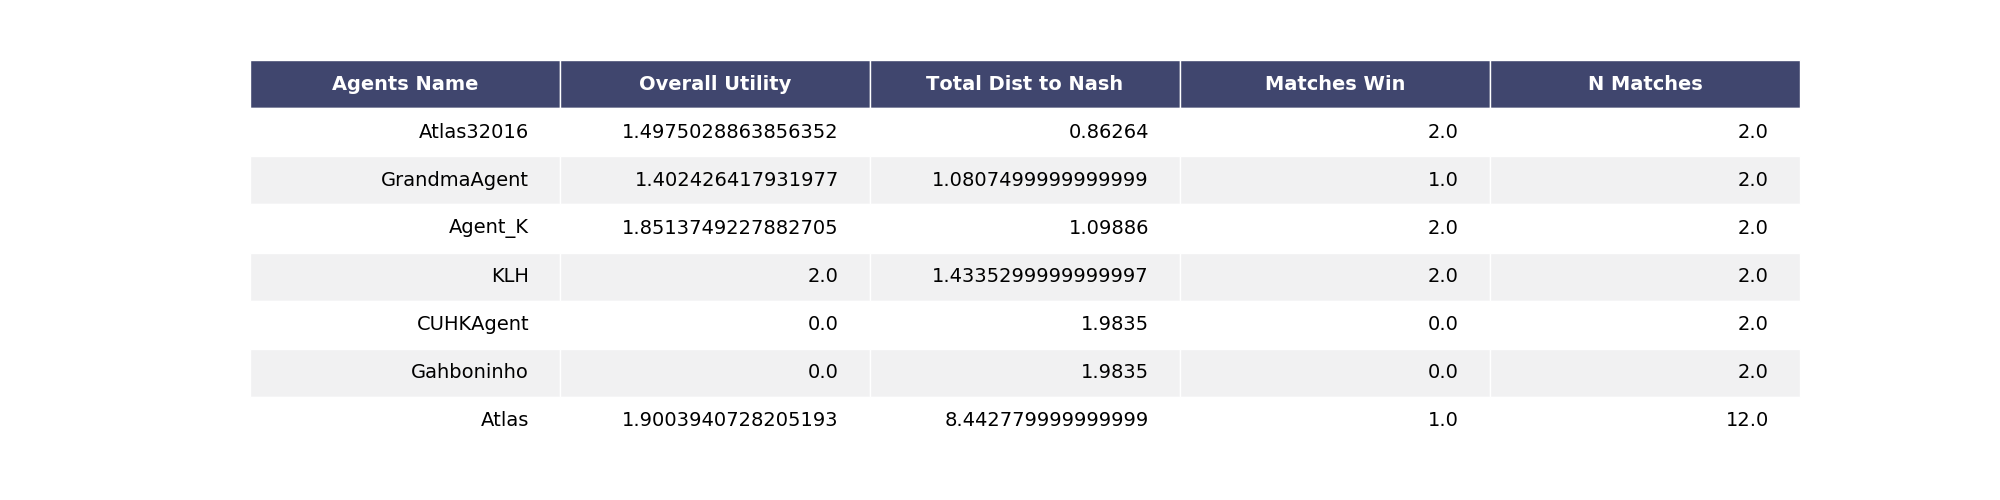 Agents Name Overall Utility Total Dist to Nash Matches Win N Matches
Atlas32016 1.4975028863856352 0.86264 2.0 2.0
GrandmaAgent 1.402426417931977 1.0807499999999999 1.0 2.0
Agent_K 1.8513749227882705 1.09886 2.0 2.0
KLH 2.0 1.4335299999999997 2.0 2.0
CUHKAgent 0.0 1.9835 0.0 2.0
Gahboninho 0.0 1.9835 0.0 2.0
Atlas 1.9003940728205193 8.442779999999999 1.0 12.0